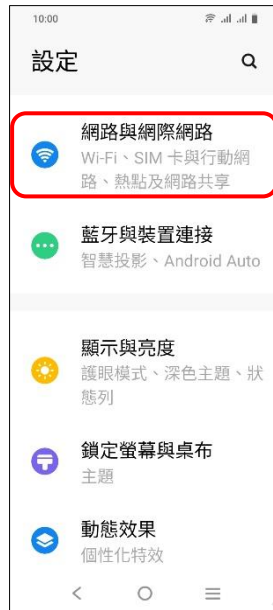 10:00
設定
網路與網際網路
Wi-Fi、SIM 卡與行動網
路、熱點及網路共享
藍牙與裝置連接
智慧投影、Android Auto
顯示與亮度
護眼模式、深色主題、狀
態列
鎖定螢幕與桌布
主題
動態效果
個性化特效